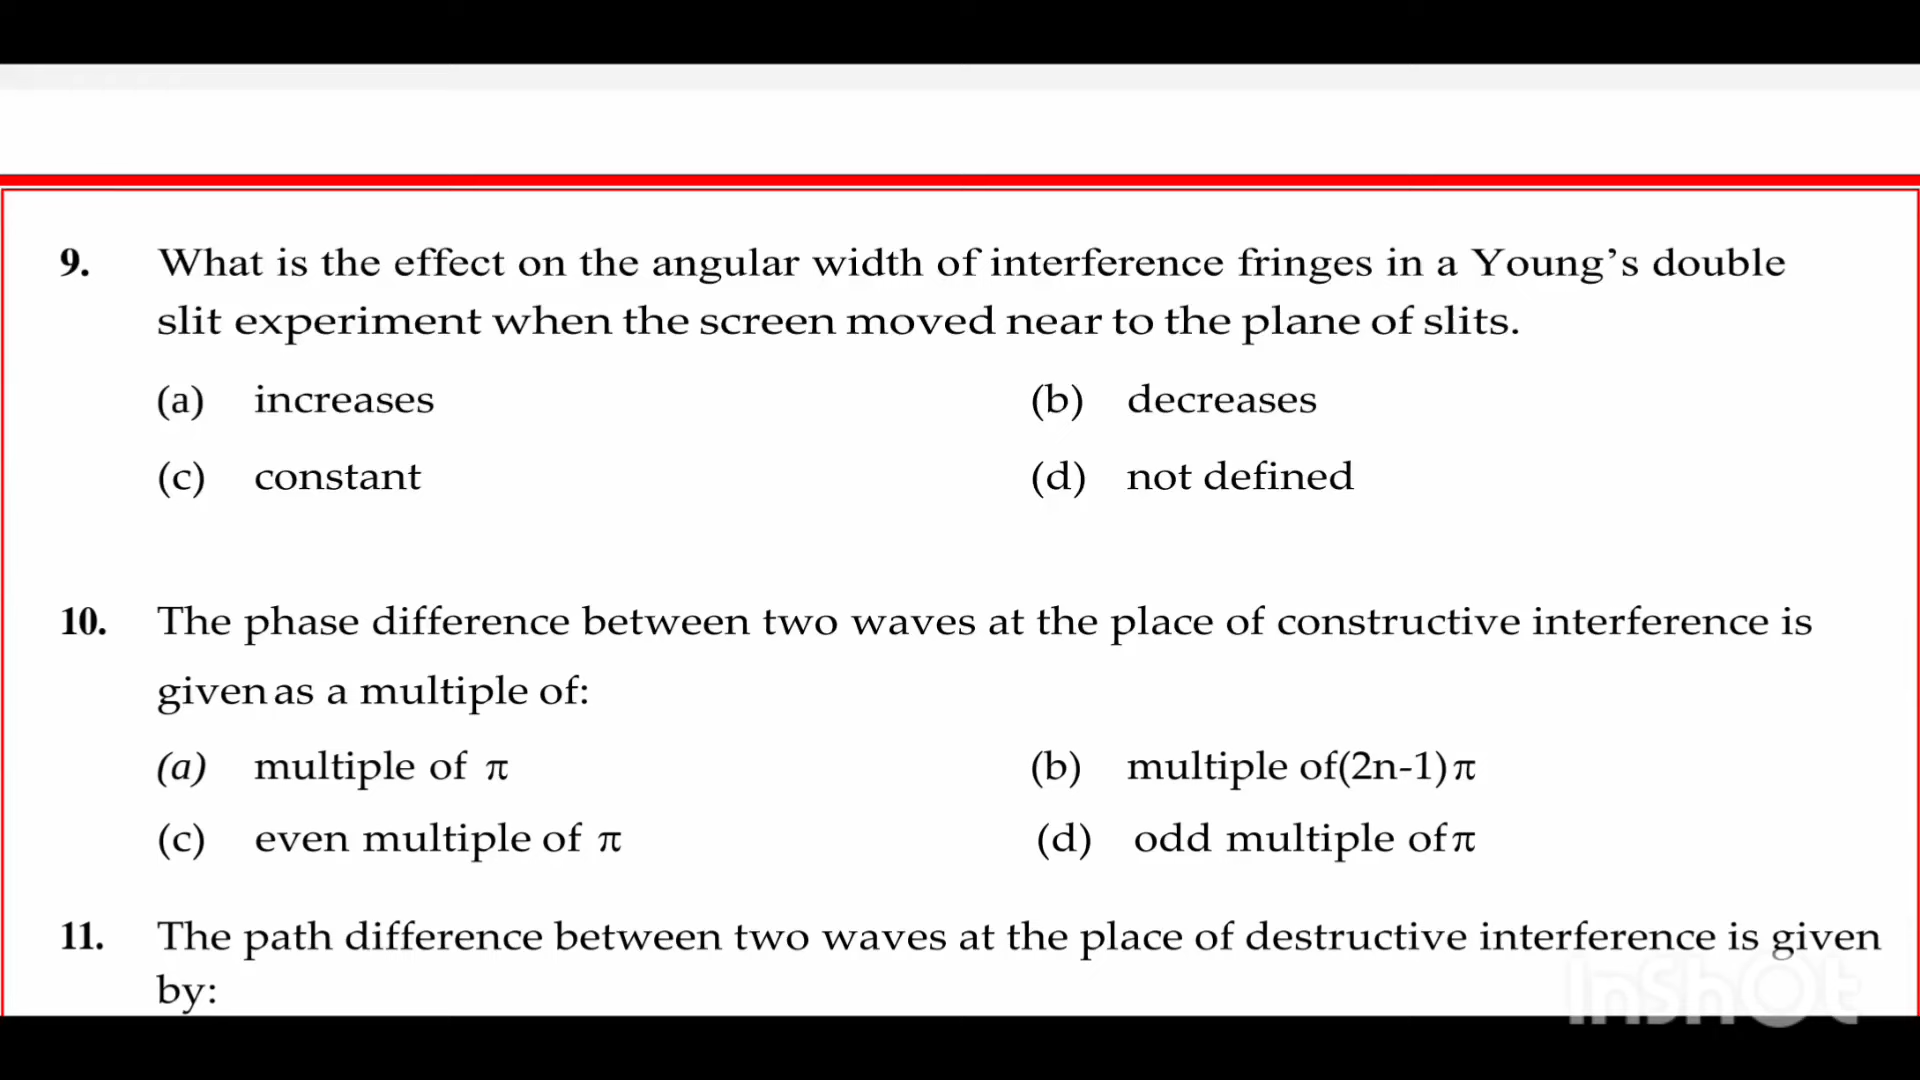 9. What is the effect on the angular width of interference fringes in a Young’s double
slit experiment when the screen moved near to the plane of slits.
(a) increases (b) decreases
(c) constant (d) not defined
10. The phase difference between two waves at the place of constructive interference is
given as a multiple of:
(a) multiple of π (b) multiple of(2n-1)π
(c) even multiple of π (d) odd multiple ofπ
11. The path difference between two waves at the place of destructive interference is given
by:
InShOt